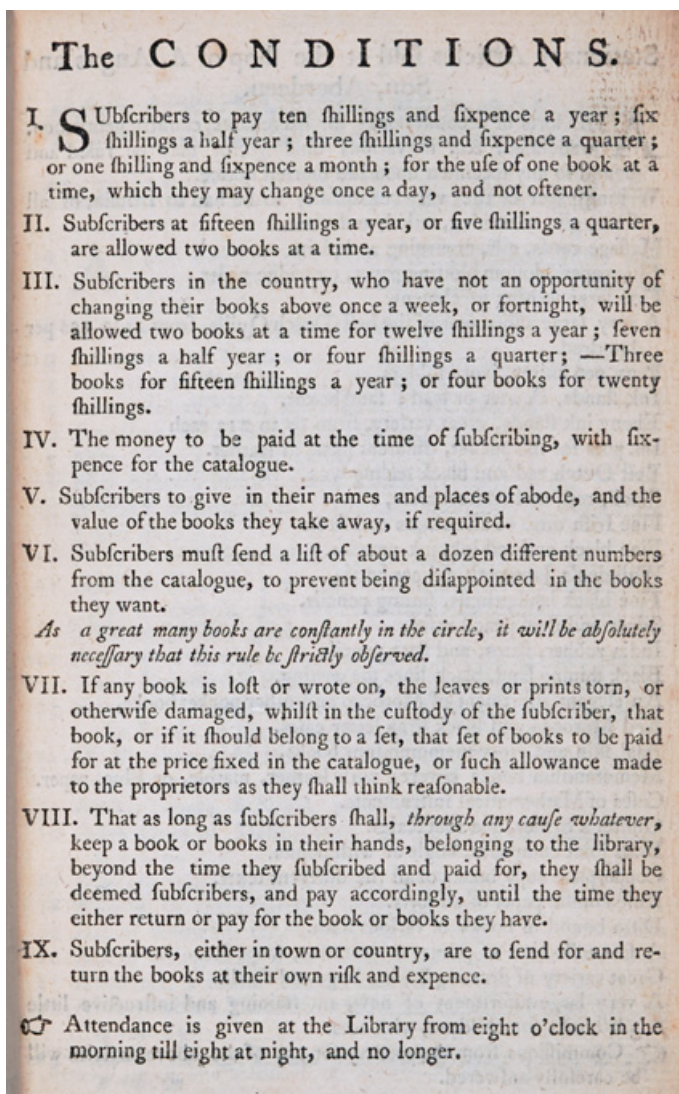 The CONDITIONS.
I. SUbſcribers to pay ten ſhillings and ſixpence a year; ſix
ſhillings a half year; three ſhillings and ſixpence a quarter;
or one ſhilling and ſixpence a month; for the uſe of one book at a
time, which they may change once a day, and not oftener.
II. Subſcribers at fifteen ſhillings a year, or five ſhillings a quarter,
are allowed two books at a time.
III. Subſcribers in the country, who have not an opportunity of
changing their books above once a week, or fortnight, will be
allowed two books at a time for twelve ſhillings a year; ſeven
ſhillings a half year; or four ſhillings a quarter; —Three
books for fifteen ſhillings a year; or four books for twenty
ſhillings.
IV. The money to be paid at the time of ſubſcribing, with ſix-
pence for the catalogue.
V. Subſcribers to give in their names and places of abode, and the
value of the books they take away, if required.
VI. Subſcribers muſt ſend a liſt of about a dozen different numbers
from the catalogue, to prevent being diſappointed in the books
they want.
As a great many books are conſtantly in the circle, it will be abſolutely
neceſſary that this rule be ſtrictly obſerved.
VII. If any book is loſt or wrote on, the leaves or prints torn, or
otherwiſe damaged, whilſt in the cuſtody of the ſubſcriber, that
book, or if it ſhould belong to a ſet, that ſet of books to be paid
for at the price fixed in the catalogue, or ſuch allowance made
to the proprietors as they ſhall think reaſonable.
VIII. That as long as ſubſcribers ſhall, through any cauſe whatever,
keep a book or books in their hands, belonging to the library,
beyond the time they ſubſcribed and paid for, they ſhall be
deemed ſubſcribers, and pay accordingly, until the time they
either return or pay for the book or books they have.
IX. Subſcribers, either in town or country, are to ſend for and re-
turn the books at their own riſk and expence.
☞ Attendance is given at the Library from eight o'clock in the
morning till eight at night, and no longer.